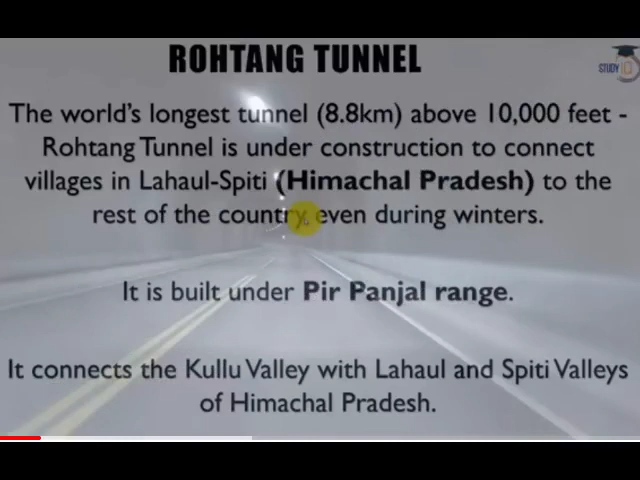 ROHTANG TUNNEL
STUDY
The world's longest tunnel (8.8km) above 10,000 feet -
Rohtang Tunnel is under construction to connect
villages in Lahaul-Spiti (Himachal Pradesh) to the
rest of the country, even during winters.
It is built under Pir Panjal range.
It connects the Kullu Valley with Lahaul and Spiti Valleys
of Himachal Pradesh.